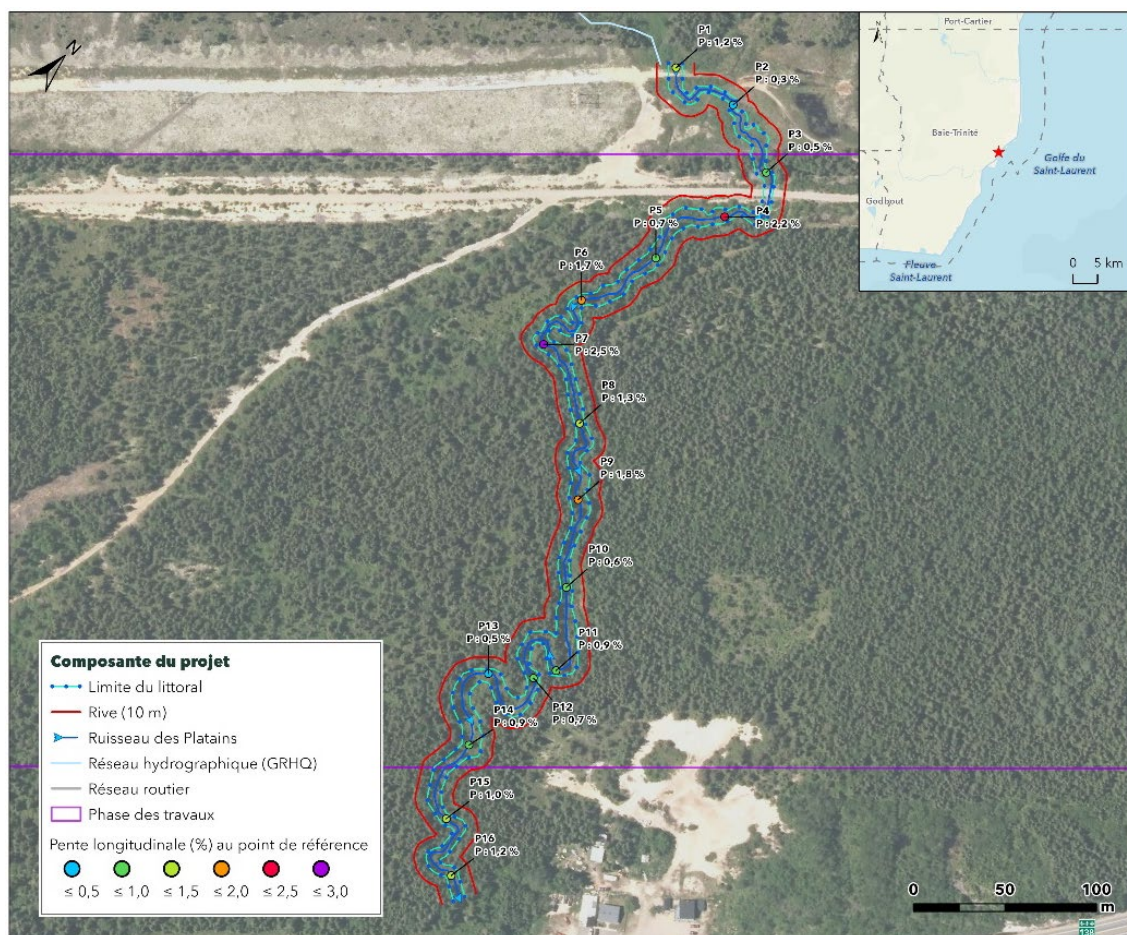 N
P1
P : 1,2 %
P2
P : 0,3 %
P3
P : 0,5 %
P4
P : 2,2 %
P5
P : 0,7 %
P6
P : 1,7 %
P7
P : 2,5 %
P8
P : 1,3 %
P9
P : 1,8 %
P10
P : 0,6 %
P11
P : 0,9 %
P12
P : 0,7 %
P13
P : 0,5 %
P14
P : 0,9 %
P15
P : 1,0 %
P16
P : 1,2 %
N
Port-Cartier
Baie-Trinité
Golfe du
Saint-Laurent
Godbout
Fleuve
Saint-Laurent
0 5 km
Composante du projet
Limite du littoral
Rive (10 m)
Ruisseau des Platains
Réseau hydrographique (GRHQ)
Réseau routier
Phase des travaux
Pente longitudinale (%) au point de référence
≤ 0,5 ≤ 1,0 ≤ 1,5 ≤ 2,0 ≤ 2,5 ≤ 3,0
0 50 100
m
138